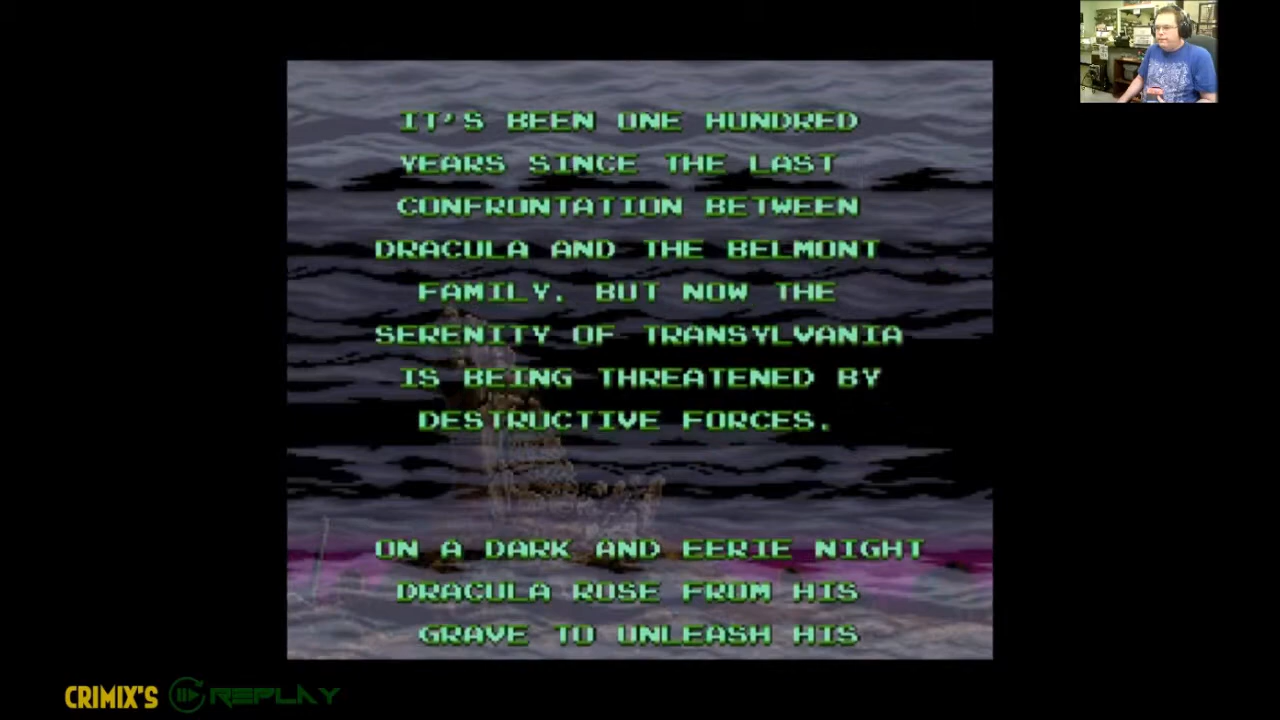 IT'S BEEN ONE HUNDRED
YEARS SINCE THE LAST
CONFRONTATION BETWEEN
DRACULA AND THE BELMONT
FAMILY. BUT NOW THE
SERENITY OF TRANSYLVANIA
IS BEING THREATENED BY
DESTRUCTIVE FORCES.
ON A DARK AND EERIE NIGHT
DRACULA ROSE FROM HIS
GRAVE TO UNLEASH HIS
CRIMIX'S REPLAY